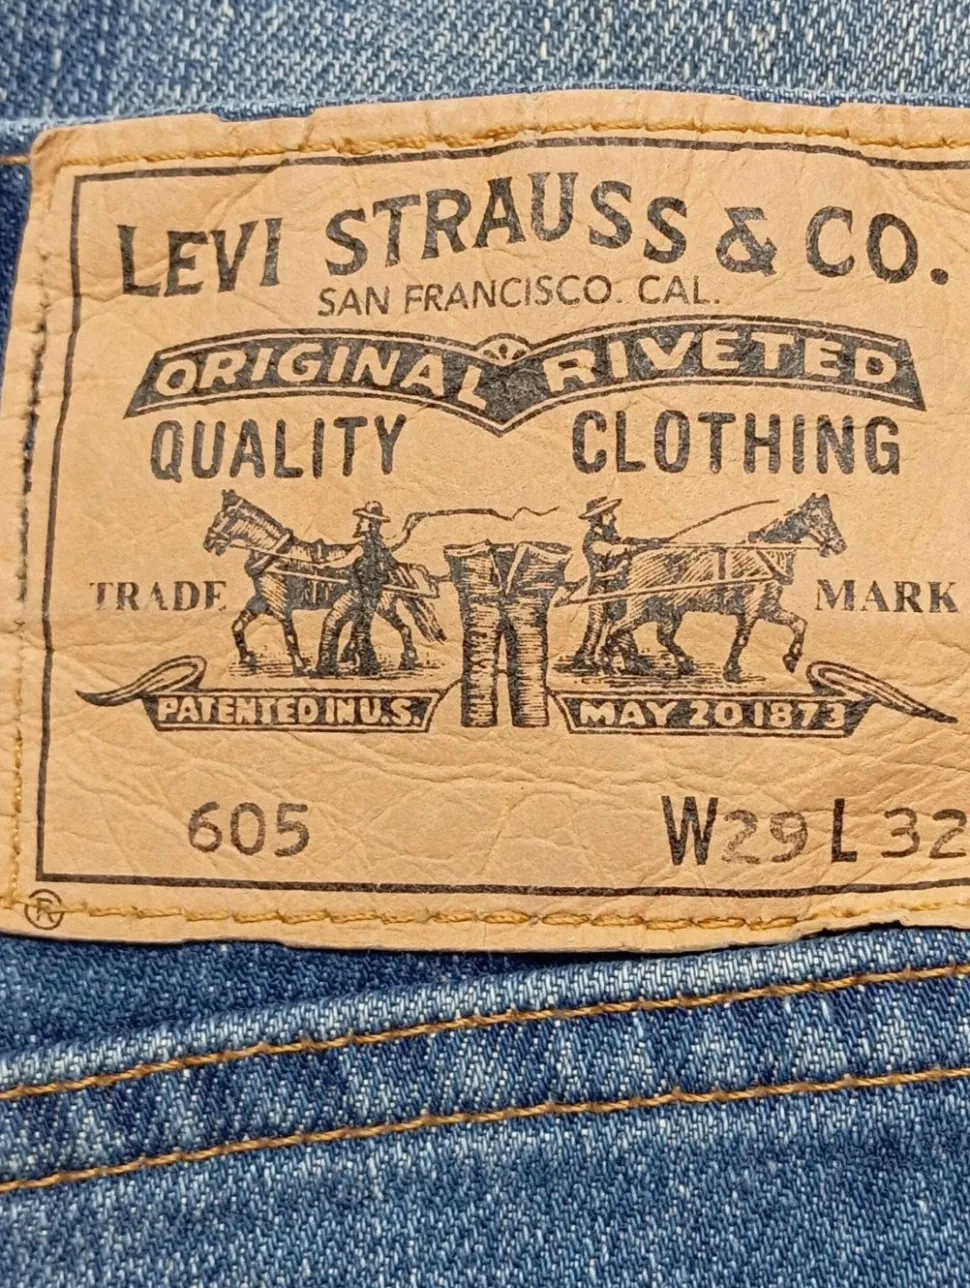 LEVI STRAUSS & CO.
SAN FRANCISCO. CAL.
ORIGINAL RIVETED
QUALITY CLOTHING
TRADE MARK
PATENTED IN U.S. MAY 20 1873
605 W29 L 32
®